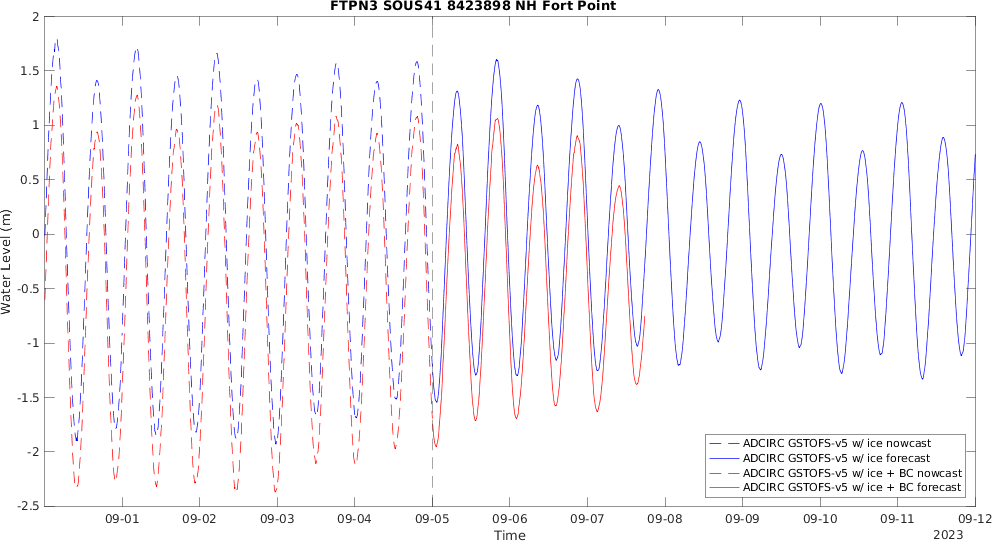 FTPN3 SOUS41 8423898 NH Fort Point
2
1.5
1
0.5
0
-0.5
-1
-1.5
-2
-2.5
Water Level (m)
09-01 09-02 09-03 09-04 09-05 09-06 09-07 09-08 09-09 09-10 09-11 09-12
Time
2023
ADCIRC GSTOFS-v5 w/ ice nowcast
ADCIRC GSTOFS-v5 w/ ice forecast
ADCIRC GSTOFS-v5 w/ ice + BC nowcast
ADCIRC GSTOFS-v5 w/ ice + BC forecast